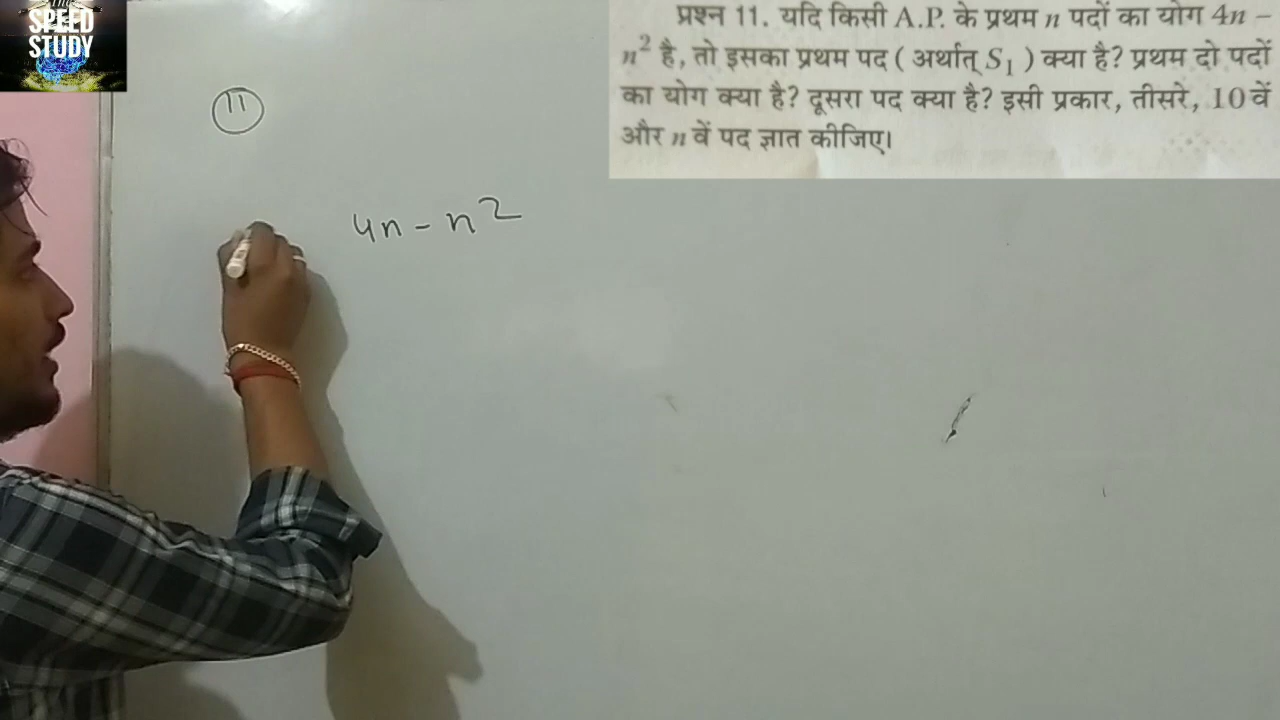 SPEED
STUDY
प्रश्न 11. यदि किसी A.P. के प्रथम n पदों का योग 4n –
n² है, तो इसका प्रथम पद ( अर्थात् S₁ ) क्या है? प्रथम दो पदों
का योग क्या है? दूसरा पद क्या है? इसी प्रकार, तीसरे, 10 वें
और n वें पद ज्ञात कीजिए।
11
4n - n²